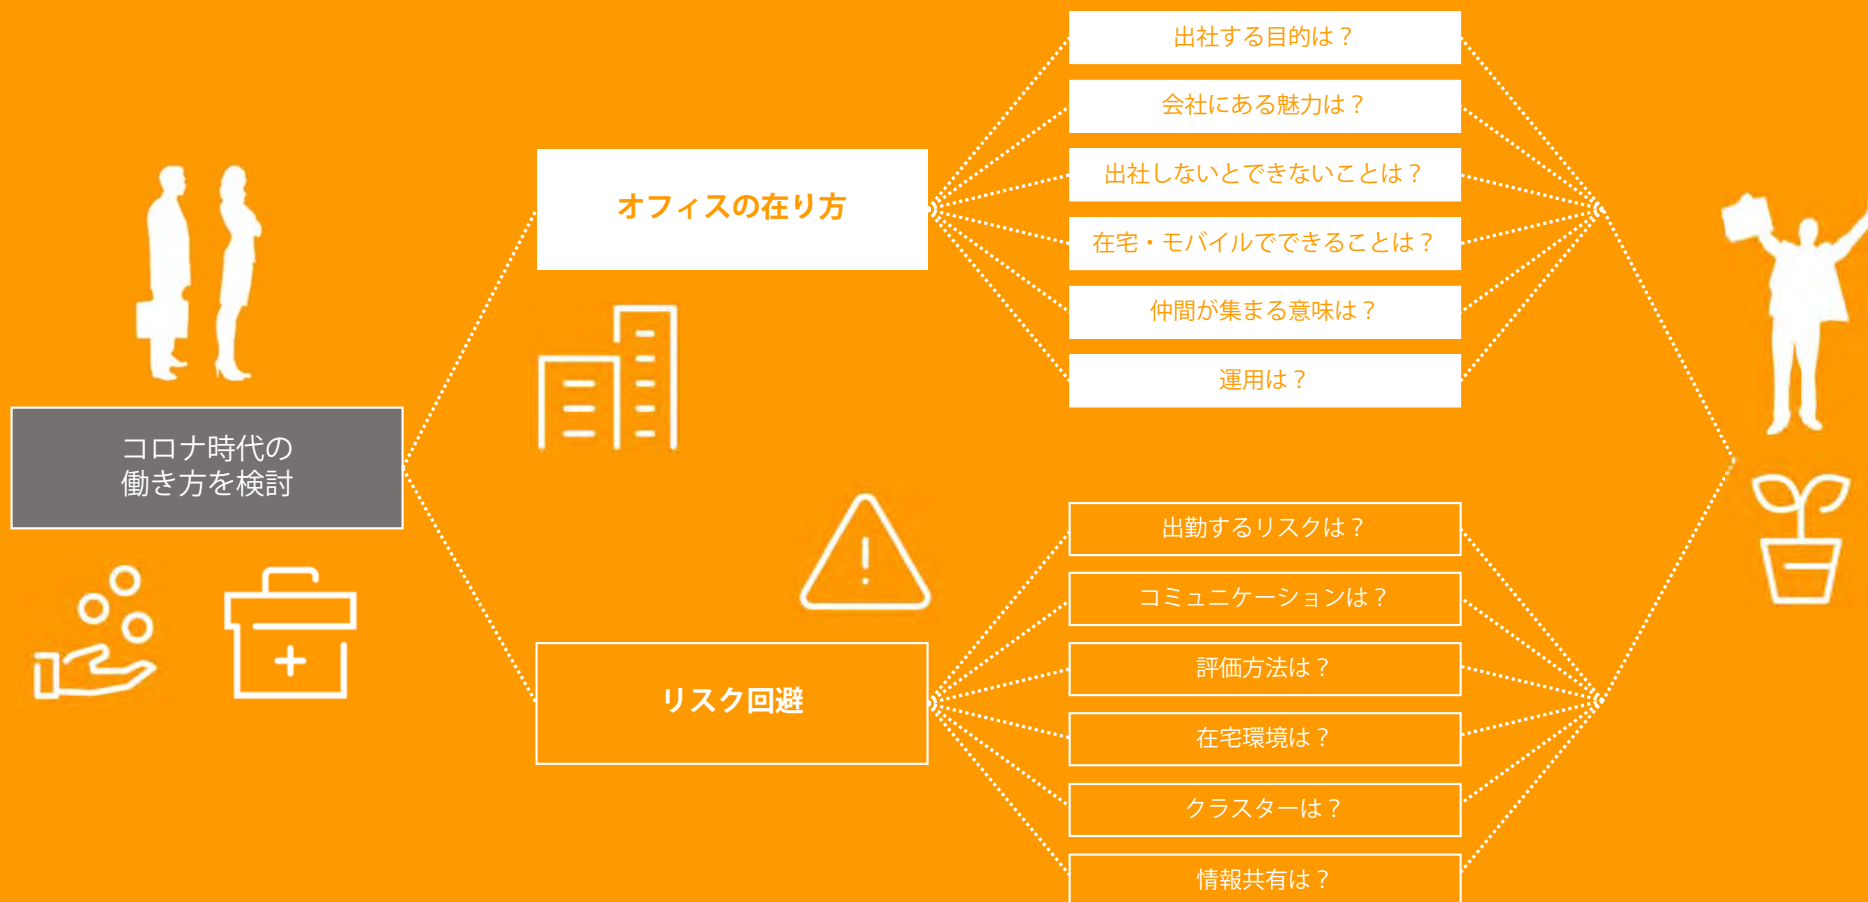 コロナ時代の
働き方を検討
オフィスの在り方
出社する目的は？
会社にある魅力は？
出社しないとできないことは？
在宅・モバイルでできることは？
仲間が集まる意味は？
運用は？
リスク回避
出勤するリスクは？
コミュニケーションは？
評価方法は？
在宅環境は？
クラスターは？
情報共有は？